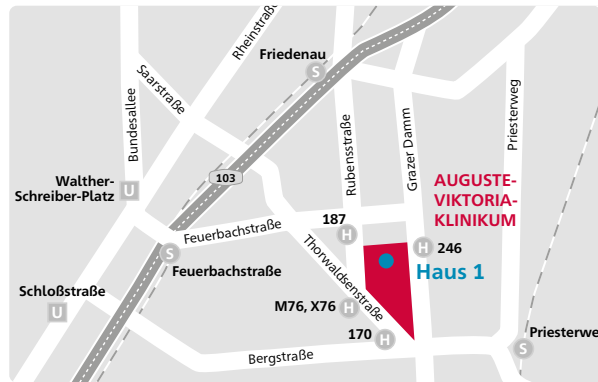 Rheinstraße
Friedenau
S
Saarstraße
Bundesallee
Priesterweg
Rubensstraße
Grazer Damm
103
Walther-
Schreiber-Platz
U
AUGUSTE-
VIKTORIA-
KLINIKUM
187
H
Feuerbachstraße
H
246
S
Feuerbachstraße
Thorwaldsenstraße
Haus 1
Schloßstraße
U
M76, X76
H
170
H
Bergstraße
Priesterweg
S